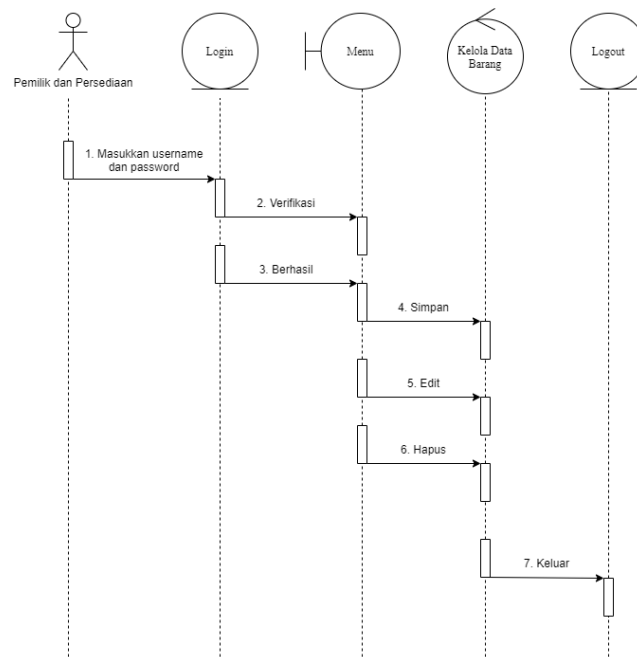 Pemilik dan Persediaan
Login
Menu
Kelola Data
Barang
Logout
1. Masukkan username
dan password
2. Verifikasi
3. Berhasil
4. Simpan
5. Edit
6. Hapus
7. Keluar